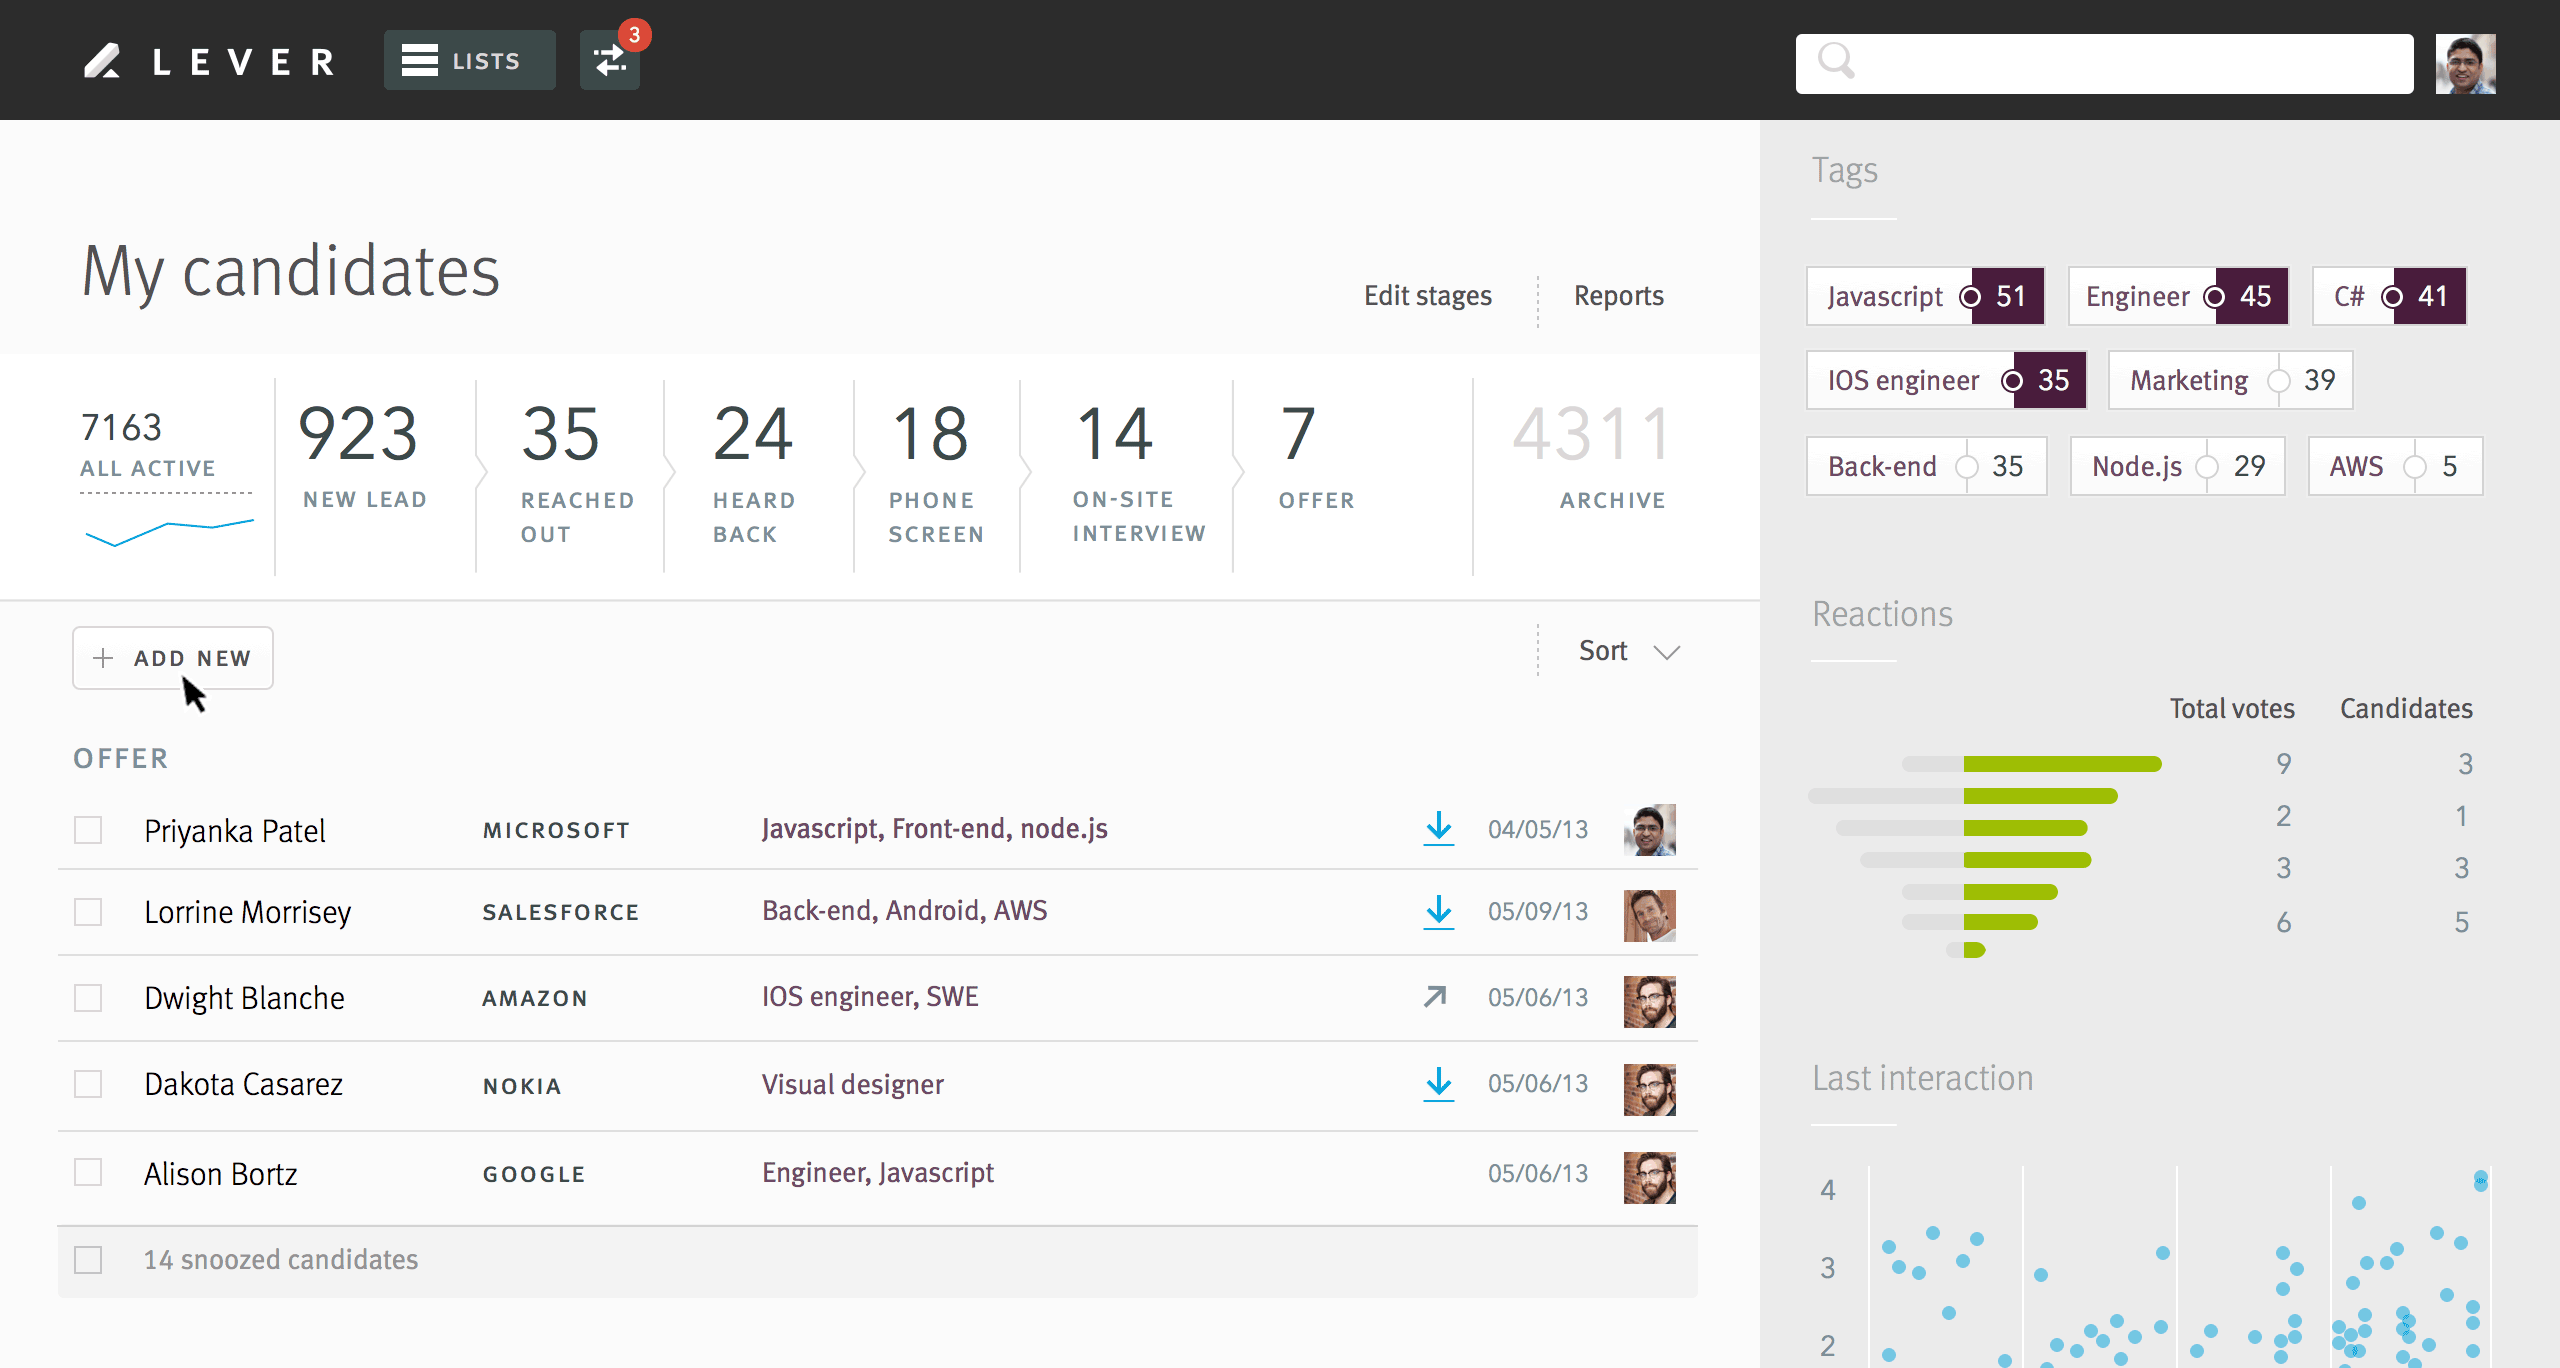 LEVER
LISTS
3
My candidates
Edit stages
Reports
7163
ALL ACTIVE
923
NEW LEAD
35
REACHED
OUT
24
HEARD
BACK
18
PHONE
SCREEN
14
ON-SITE
INTERVIEW
7
OFFER
4311
ARCHIVE
ADD NEW
Sort
OFFER
Priyanka Patel MICROSOFT Javascript, Front-end, node.js 04/05/13
Lorrine Morrisey SALESFORCE Back-end, Android, AWS 05/09/13
Dwight Blanche AMAZON IOS engineer, SWE 05/06/13
Dakota Casarez NOKIA Visual designer 05/06/13
Alison Bortz GOOGLE Engineer, Javascript 05/06/13
14 snoozed candidates
Tags
Javascript 51 Engineer 45 C# 41
IOS engineer 35 Marketing 39
Back-end 35 Node.js 29 AWS 5
Reactions
Total votes Candidates
9 3
2 1
3 3
6 5
Last interaction
4
3
2